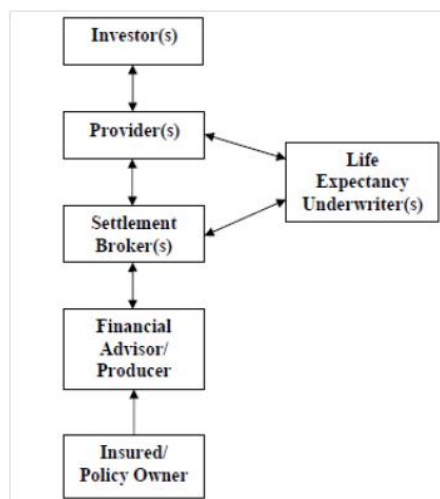 Investor(s)
Provider(s)
Life
Expectancy
Underwriter(s)
Settlement
Broker(s)
Financial
Advisor/
Producer
Insured/
Policy Owner